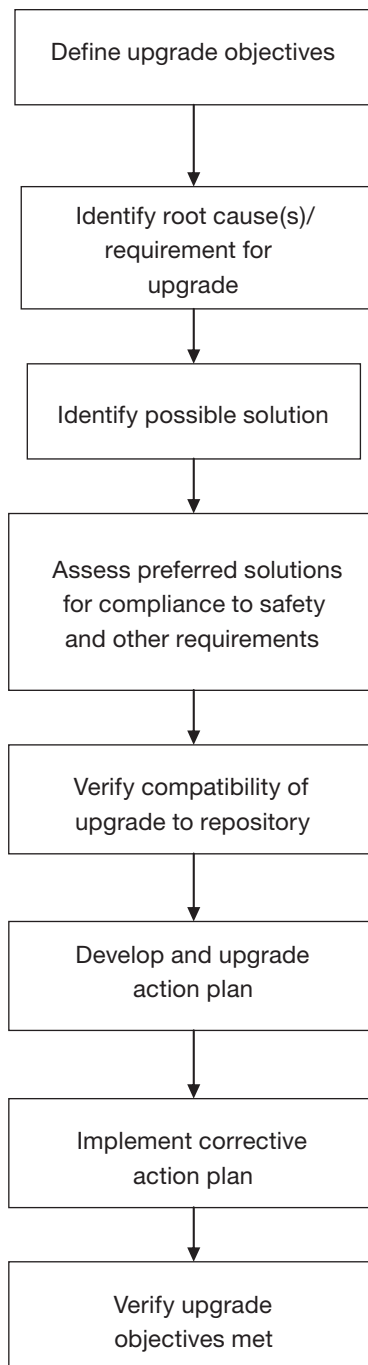 Define upgrade objectives
Identify root cause(s)/
requirement for
upgrade
Identify possible solution
Assess preferred solutions
for compliance to safety
and other requirements
Verify compatibility of
upgrade to repository
Develop and upgrade
action plan
Implement corrective
action plan
Verify upgrade
objectives met